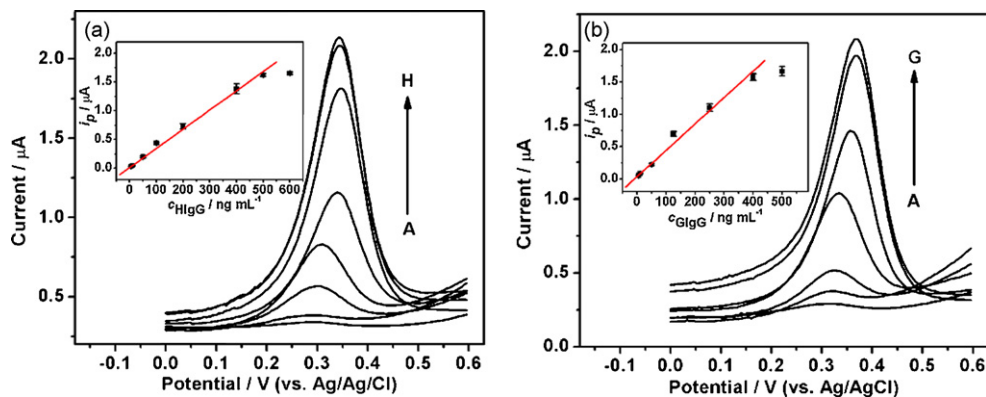 (a)
H
A
i_p / μA
2.0
1.5
1.0
0.5
0.0
0 100 200 300 400 500 600
c_HIgG / ng mL⁻¹
Current / μA
2.0
1.5
1.0
0.5
-0.1 0.0 0.1 0.2 0.3 0.4 0.5 0.6
Potential / V (vs. Ag/Ag/Cl)
(b)
G
A
i_p / μA
2.0
1.5
1.0
0.5
0.0
0 100 200 300 400 500
c_GIgG / ng mL⁻¹
Current / μA
2.5
2.0
1.5
1.0
0.5
0.0
-0.1 0.0 0.1 0.2 0.3 0.4 0.5 0.6
Potential / V (vs. Ag/AgCl)